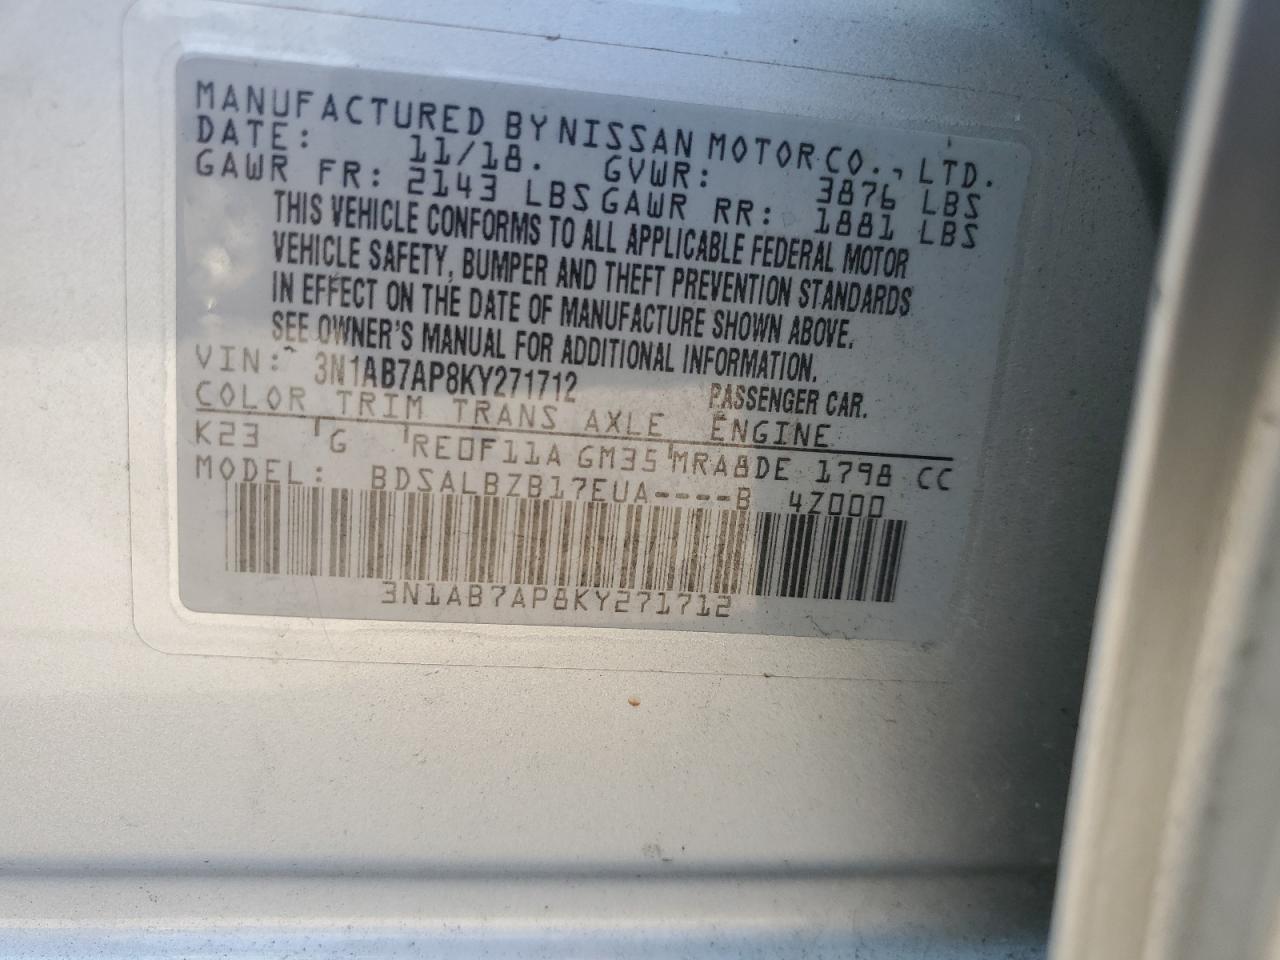 MANUFACTURED BY NISSAN MOTOR CO., LTD.
DATE: 11/18. GVWR: 3876 LBS
GAWR FR: 2143 LBS GAWR RR: 1881 LBS
THIS VEHICLE CONFORMS TO ALL APPLICABLE FEDERAL MOTOR
VEHICLE SAFETY, BUMPER AND THEFT PREVENTION STANDARDS
IN EFFECT ON THE DATE OF MANUFACTURE SHOWN ABOVE.
SEE OWNER'S MANUAL FOR ADDITIONAL INFORMATION.
VIN: 3N1AB7AP8KY271712 PASSENGER CAR.
COLOR TRIM TRANS AXLE ENGINE
K23 G RE0F11A GM35 MRA8DE 1798 CC
MODEL: BDSALBZB17EUA----B 4Z000
3N1AB7AP8KY271712